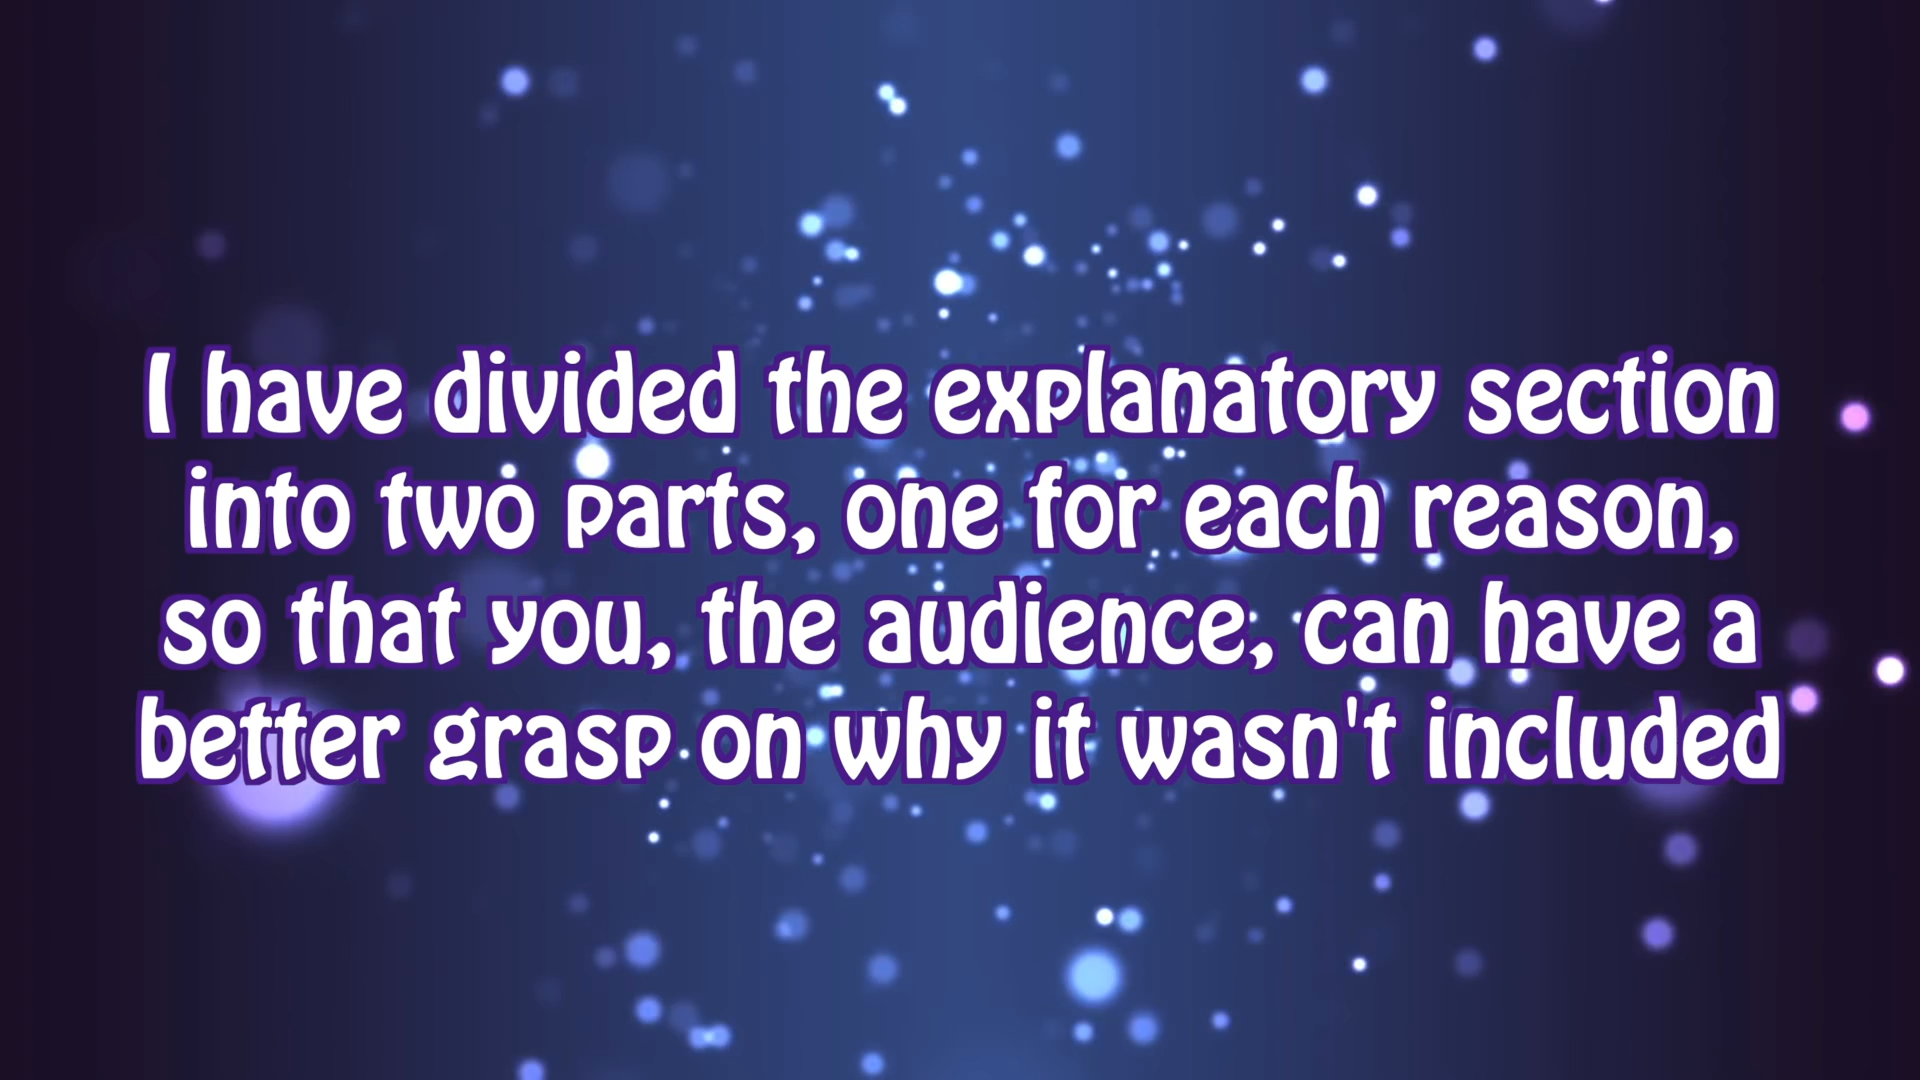 I have divided the explanatory section
into two parts, one for each reason,
so that you, the audience, can have a
better grasp on why it wasn't included